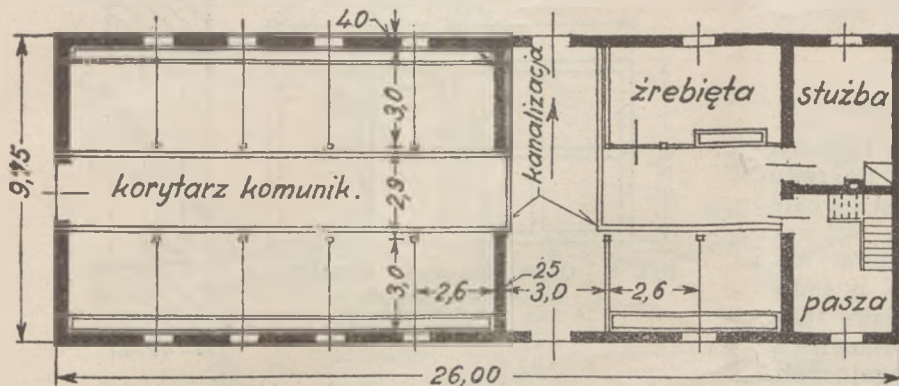 40
kanalizacja
źrebięta
służba
3,0
9,75
korytarz komunik.
2,9
3,0
25
2,6
3,0
2,6
pasza
26,00